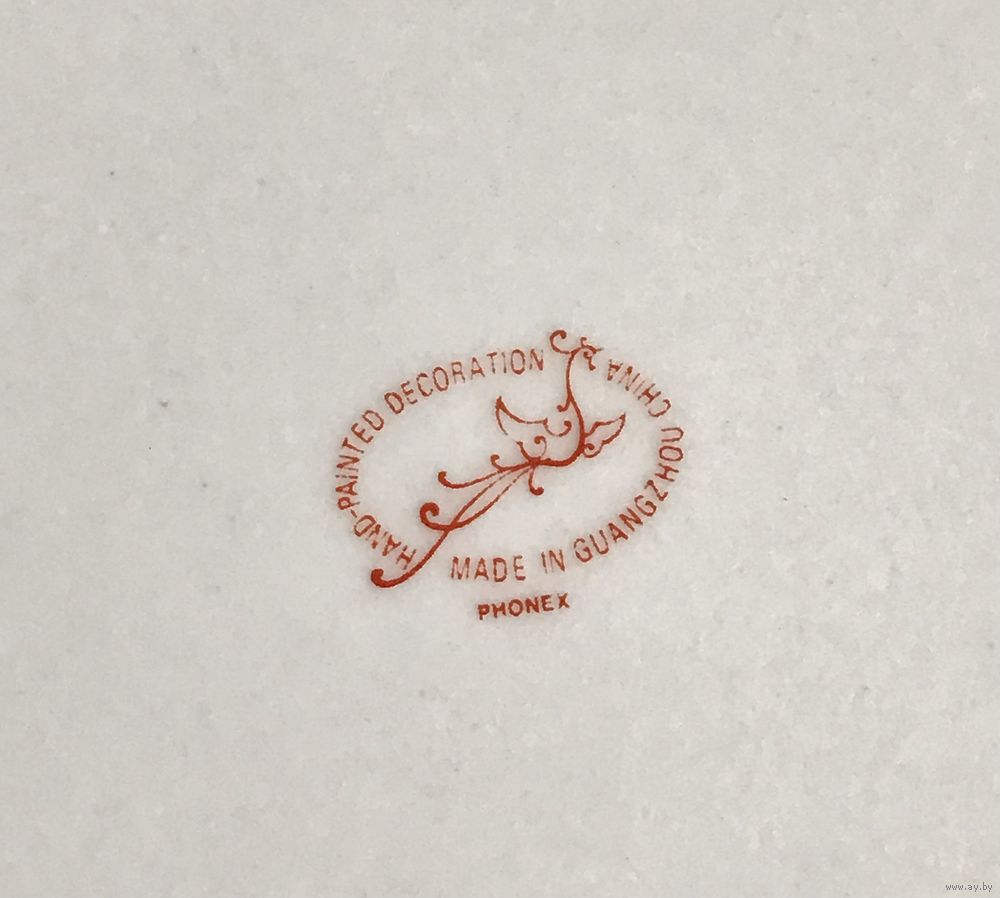 HAND-PAINTED DECORATION
MADE IN GUANGZHOU CHINA
PHONEX
www.ay.by